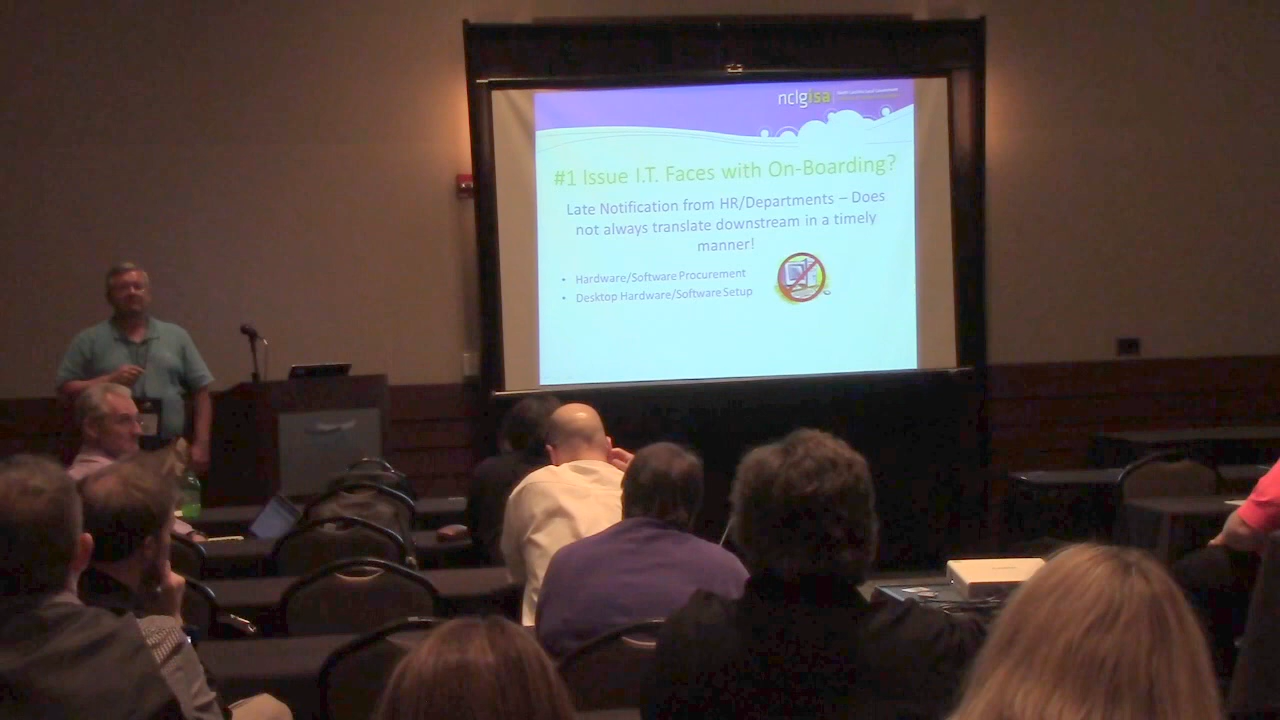 nclgisa
#1 Issue I.T. Faces with On-Boarding?
Late Notification from HR/Departments – Does
not always translate downstream in a timely
manner!
• Hardware/Software Procurement
• Desktop Hardware/Software Setup